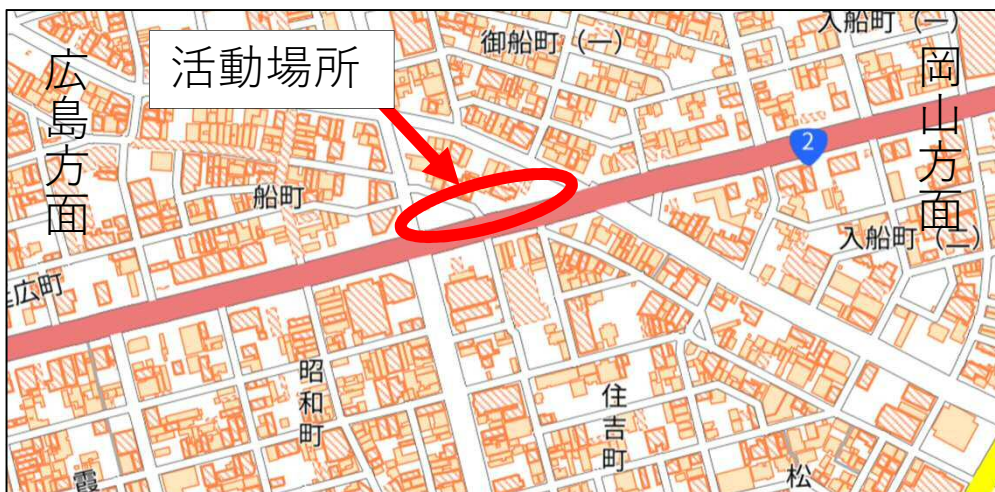 広島方面
活動場所
御船町（一）
入船町（一）
岡山方面
2
船町
入船町（二）
広町
昭和町
住吉町
霞
松